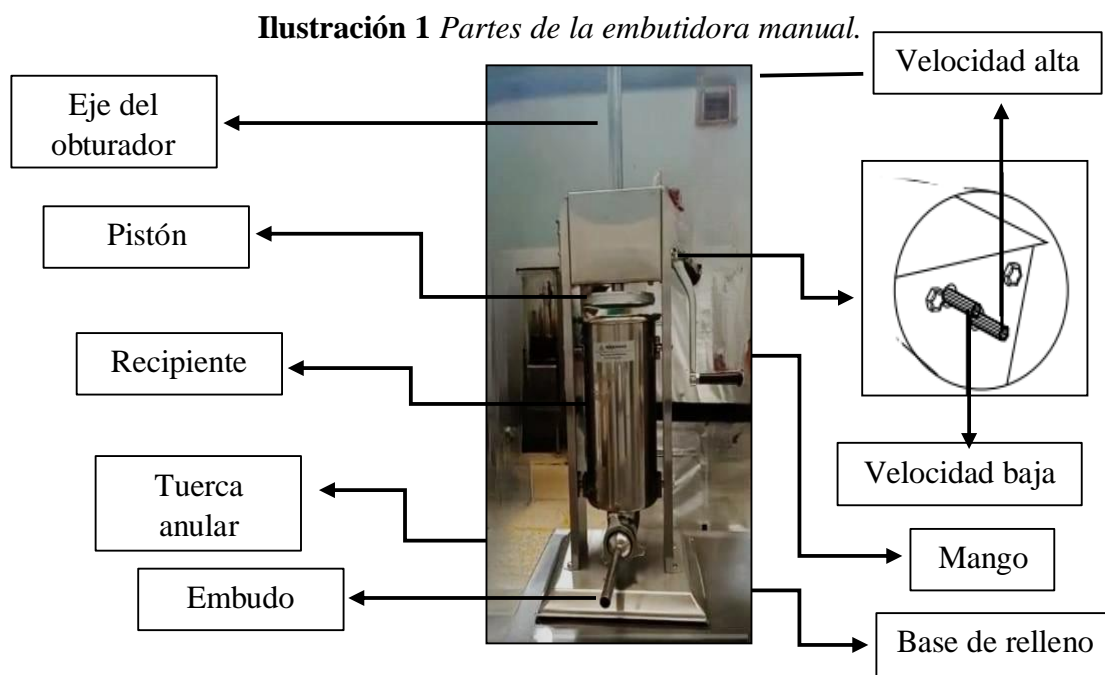 Ilustración 1 Partes de la embutidora manual.
Velocidad alta
Eje del
obturador
Pistón
Recipiente
Velocidad baja
Tuerca
anular
Mango
Embudo
Base de relleno